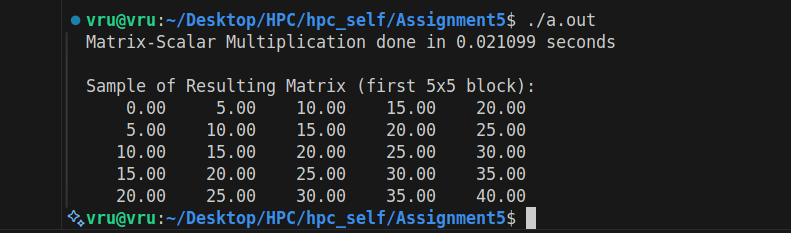 vru@vru:~/Desktop/HPC/hpc_self/Assignment5$ ./a.out
Matrix-Scalar Multiplication done in 0.021099 seconds
Sample of Resulting Matrix (first 5x5 block):
0.00 5.00 10.00 15.00 20.00
5.00 10.00 15.00 20.00 25.00
10.00 15.00 20.00 25.00 30.00
15.00 20.00 25.00 30.00 35.00
20.00 25.00 30.00 35.00 40.00
vru@vru:~/Desktop/HPC/hpc_self/Assignment5$